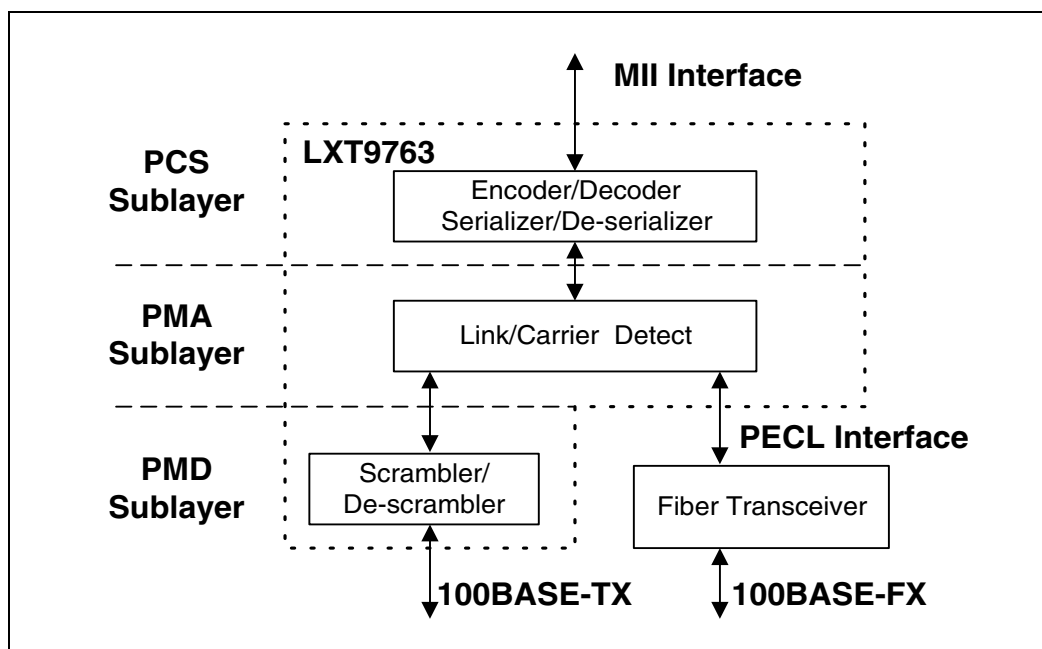 MII Interface
LXT9763
PCS
Sublayer
Encoder/Decoder
Serializer/De-serializer
PMA
Sublayer
Link/Carrier Detect
PECL Interface
PMD
Sublayer
Scrambler/
De-scrambler
Fiber Transceiver
100BASE-TX
100BASE-FX